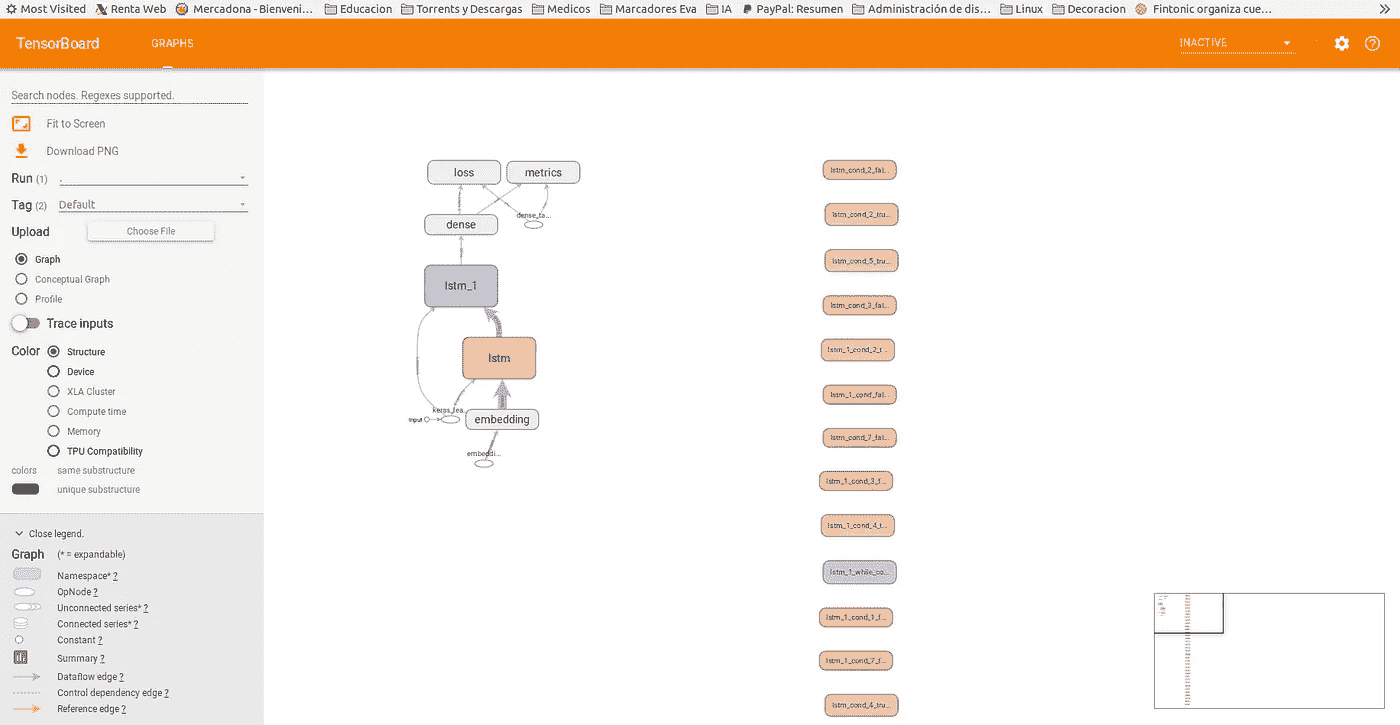 Most Visited Renta Web Mercadona - Bienveni... Educacion Torrents y Descargas Medicos Marcadores Eva IA PayPal: Resumen Administración de dis... Linux Decoracion Fintonic organiza cue...
TensorBoard GRAPHS INACTIVE
Search nodes. Regexes supported.
Fit to Screen
Download PNG
Run (1) .
Tag (2) Default
Upload Choose File
Graph
Conceptual Graph
Profile
Trace inputs
Color Structure
Device
XLA Cluster
Compute time
Memory
TPU Compatibility
colors same substructure
unique substructure
Close legend.
Graph (* = expandable)
Namespace* ?
OpNode ?
Unconnected series* ?
Connected series* ?
Constant ?
Summary ?
Dataflow edge ?
Control dependency edge ?
Reference edge ?
loss metrics
dense_ta...
dense
lstm_1
lstm
keras_lea...
input
embedding
embeddi...
lstm_cond_2_fal...
lstm_cond_2_tru...
lstm_cond_5_tru...
lstm_cond_3_fal...
lstm_1_cond_2_t...
lstm_1_cond_fal...
lstm_cond_7_fal...
lstm_1_cond_3_f...
lstm_1_cond_4_t...
lstm_1_while_co...
lstm_1_cond_1_f...
lstm_1_cond_7_f...
lstm_cond_4_tru...